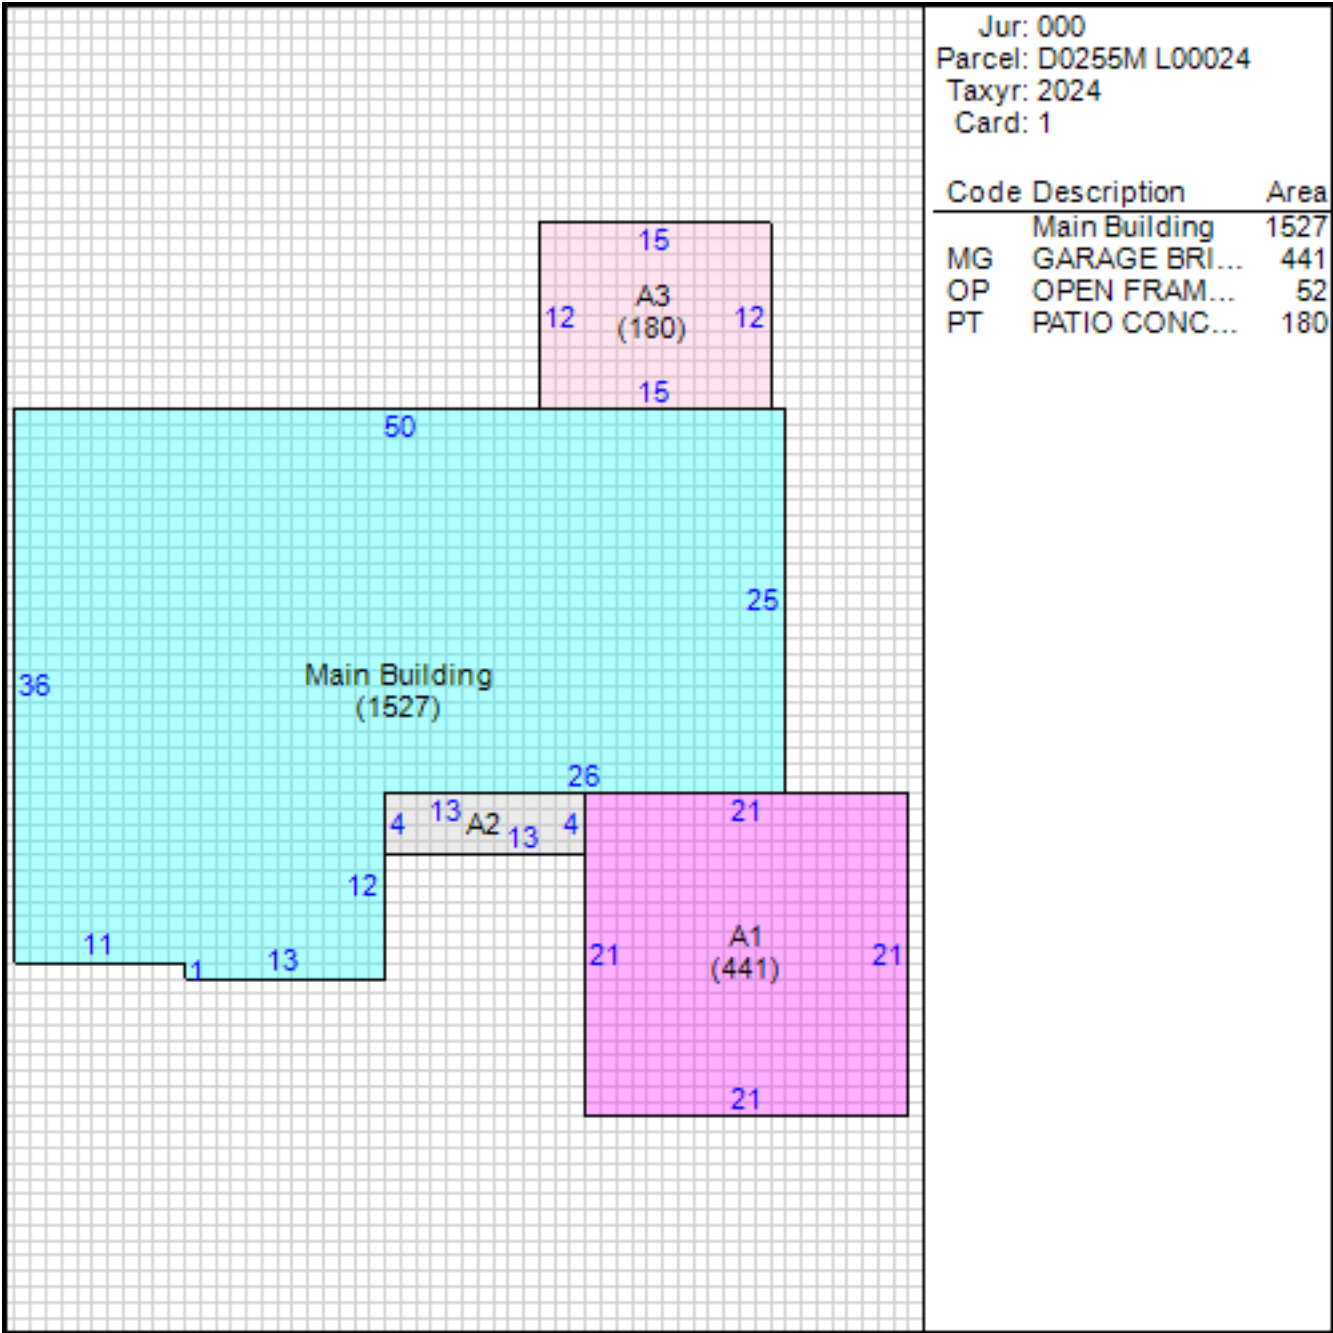 Jur: 000
Parcel: D0255M L00024
Taxyr: 2024
Card: 1
Code Description Area
Main Building 1527
MG GARAGE BRI... 441
OP OPEN FRAM... 52
PT PATIO CONC... 180
15
A3
(180)
12 12
15
50
25
Main Building
(1527)
36
26
13 A2 13
4 4
21
12
11
1 13
A1
(441)
21 21
21